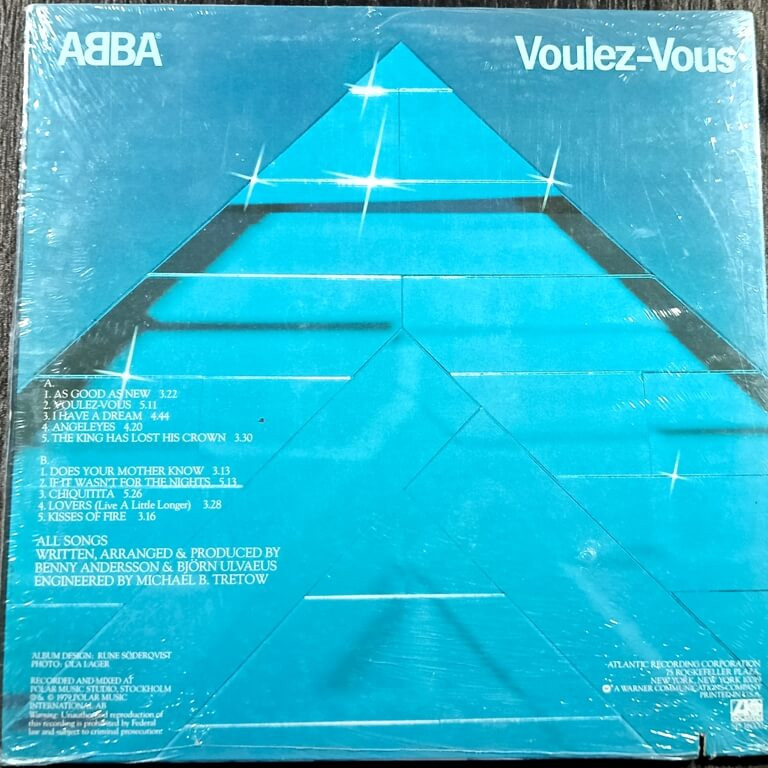 ABBA®
Voulez-Vous
A.
1. AS GOOD AS NEW 3.22
2. VOULEZ-VOUS 5.11
3. I HAVE A DREAM 4.44
4. ANGELEYES 4.20
5. THE KING HAS LOST HIS CROWN 3.30
B.
1. DOES YOUR MOTHER KNOW 3.13
2. IF IT WASN'T FOR THE NIGHTS 5.13
3. CHIQUITITA 5.26
4. LOVERS (Live A Little Longer) 3.28
5. KISSES OF FIRE 3.16
ALL SONGS
WRITTEN, ARRANGED & PRODUCED BY
BENNY ANDERSSON & BJÖRN ULVAEUS
ENGINEERED BY MICHAEL B. TRETOW
ALBUM DESIGN: RUNE SÖDERQVIST
PHOTO: OLA LAGER
RECORDED AND MIXED AT
POLAR MUSIC STUDIO, STOCKHOLM
© 1979 POLAR MUSIC
INTERNATIONAL AB
Warning: Unauthorized reproduction of
this recording is prohibited by Federal
law and subject to criminal prosecution.
ATLANTIC RECORDING CORPORATION
75 ROCKEFELLER PLAZA,
NEW YORK, NEW YORK 10019
A WARNER COMMUNICATIONS COMPANY
PRINTED IN U.S.A.